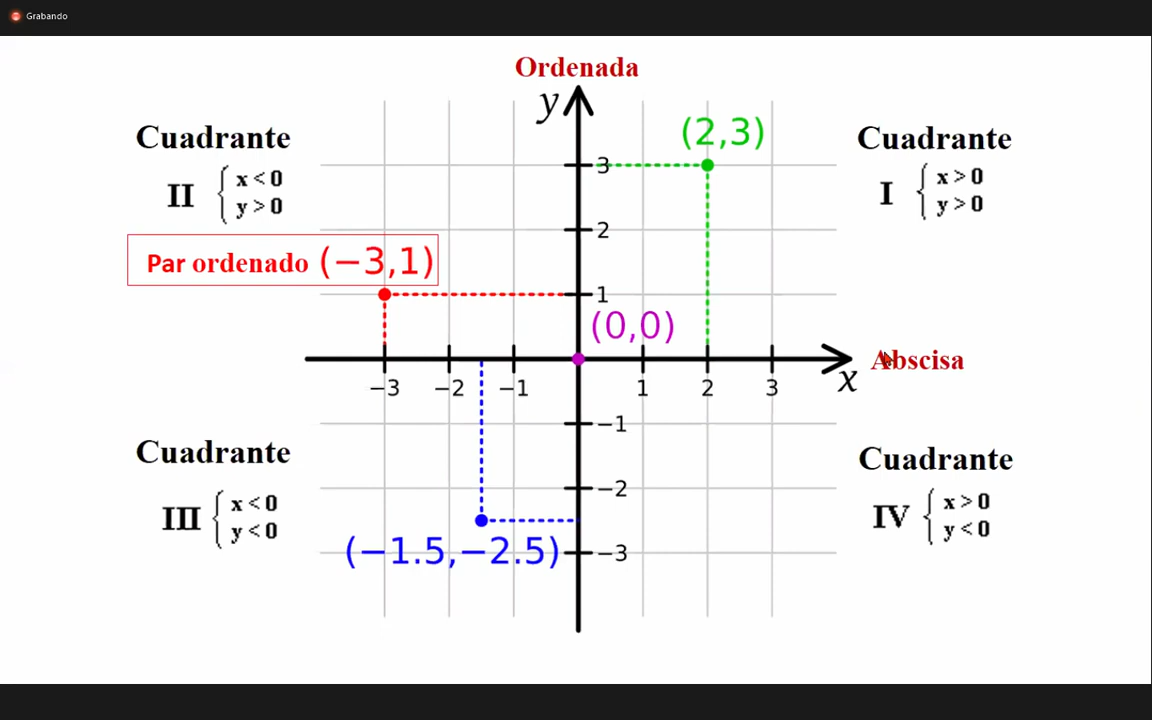 Grabando
Ordenada
y
Cuadrante
II { x < 0
y > 0
(2,3)
Cuadrante
I { x > 0
y > 0
Par ordenado (−3,1)
3
2
1
(0,0)
Abscisa
x
−3 −2 −1 1 2 3
−1
−2
−3
Cuadrante
III { x < 0
y < 0
(−1.5,−2.5)
Cuadrante
IV { x > 0
y < 0